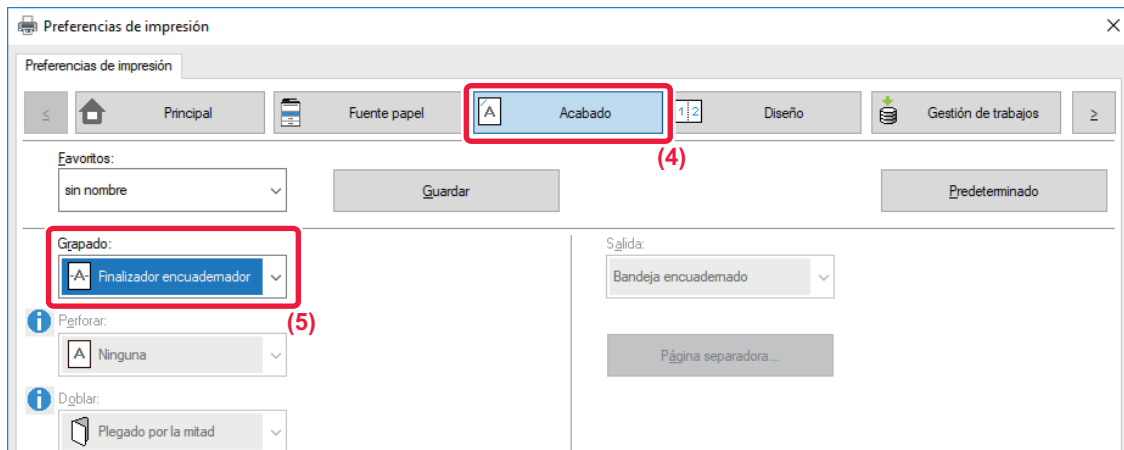 Preferencias de impresión
Preferencias de impresión
< Principal Fuente papel A Acabado 1 2 Diseño Gestión de trabajos >
(4)
Favoritos:
sin nombre Guardar Predeterminado
Grapado: Salida:
-A- Finalizador encuadernador Bandeja encuadernado
(5)
Perforar:
A Ninguna Página separadora...
Doblar:
Plegado por la mitad